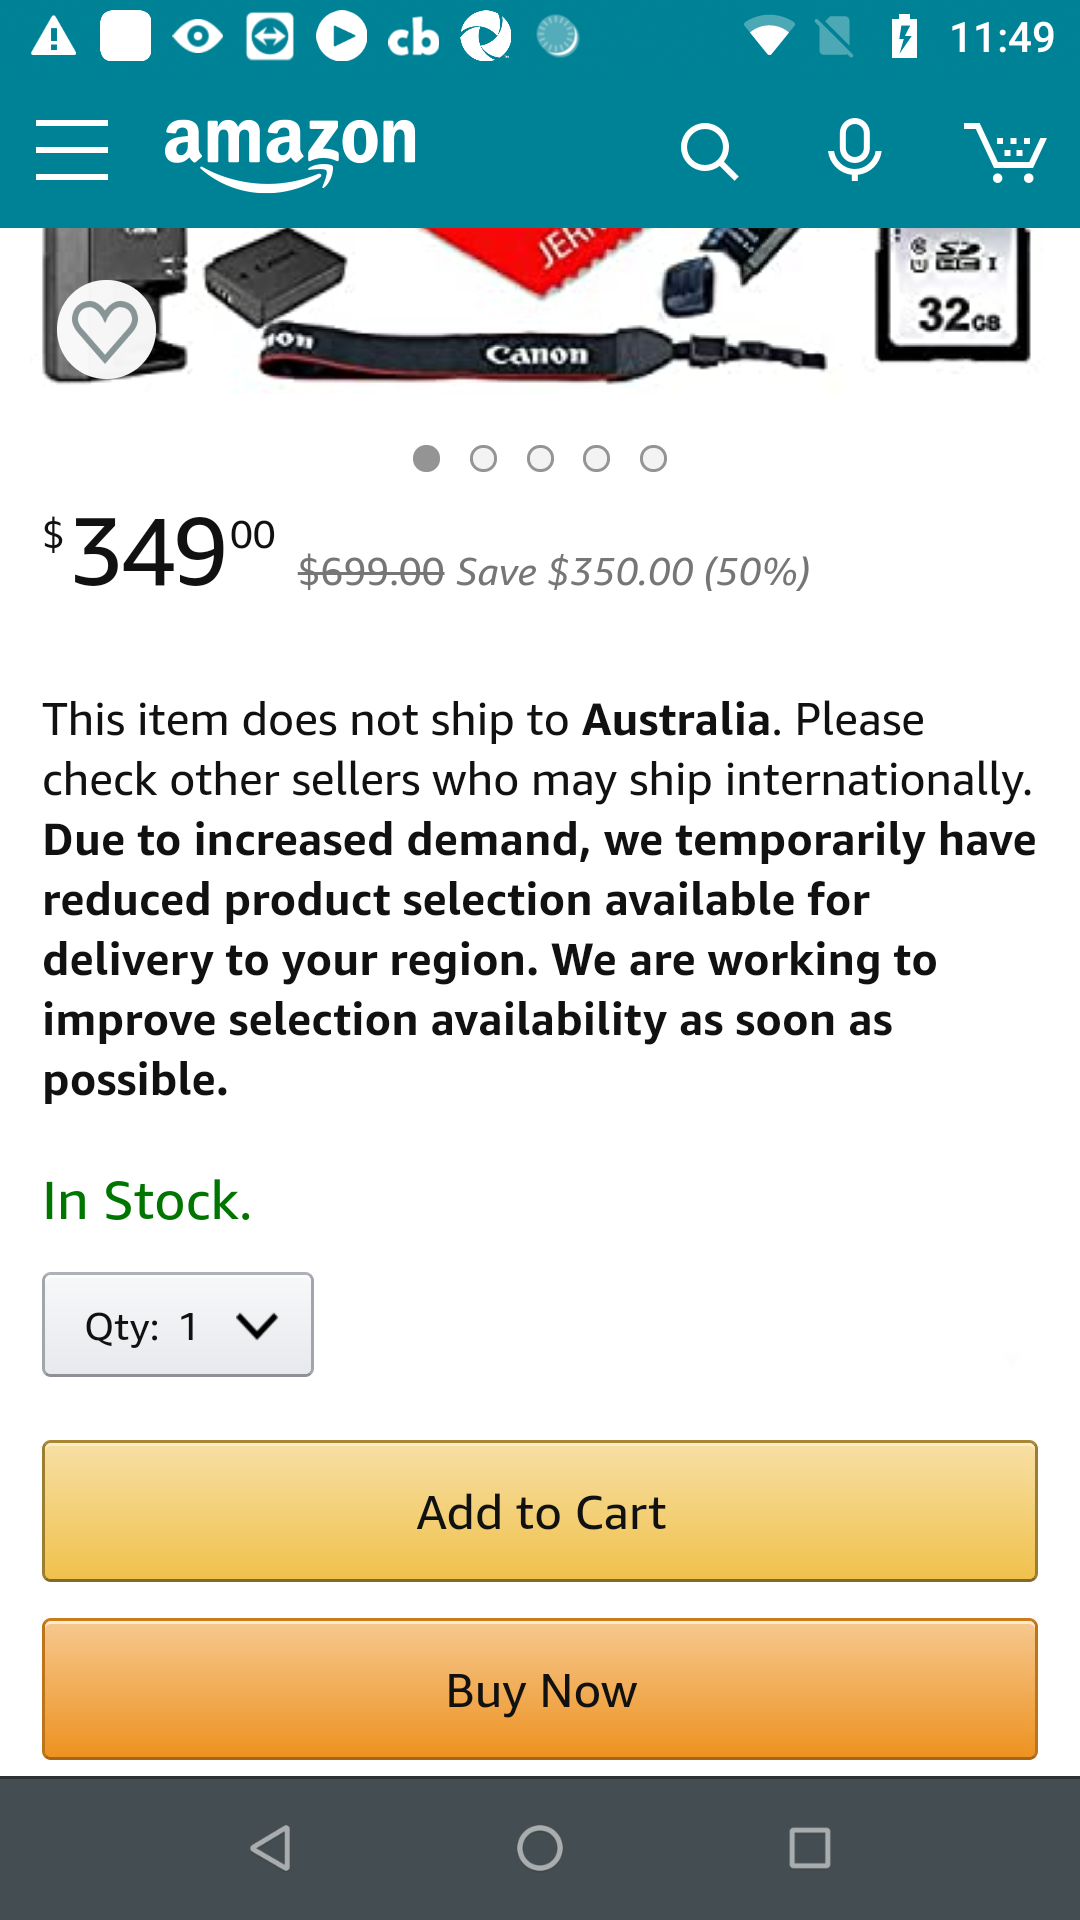 cb 11:49
amazon
JER
Canon
32GB
$349.00 $699.00 Save $350.00 (50%)
This item does not ship to Australia. Please
check other sellers who may ship internationally.
Due to increased demand, we temporarily have
reduced product selection available for
delivery to your region. We are working to
improve selection availability as soon as
possible.
In Stock.
Qty: 1
Add to Cart
Buy Now